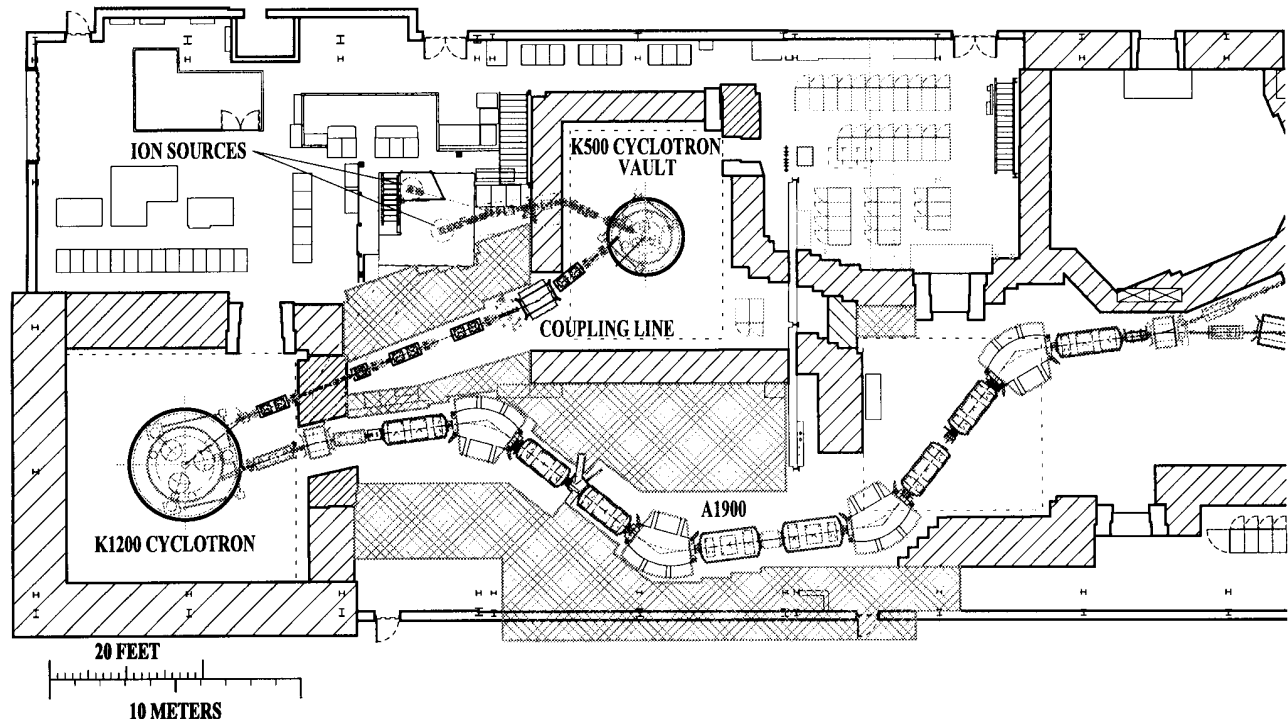 ION SOURCES
K500 CYCLOTRON
VAULT
COUPLING LINE
A1900
K1200 CYCLOTRON
20 FEET
10 METERS